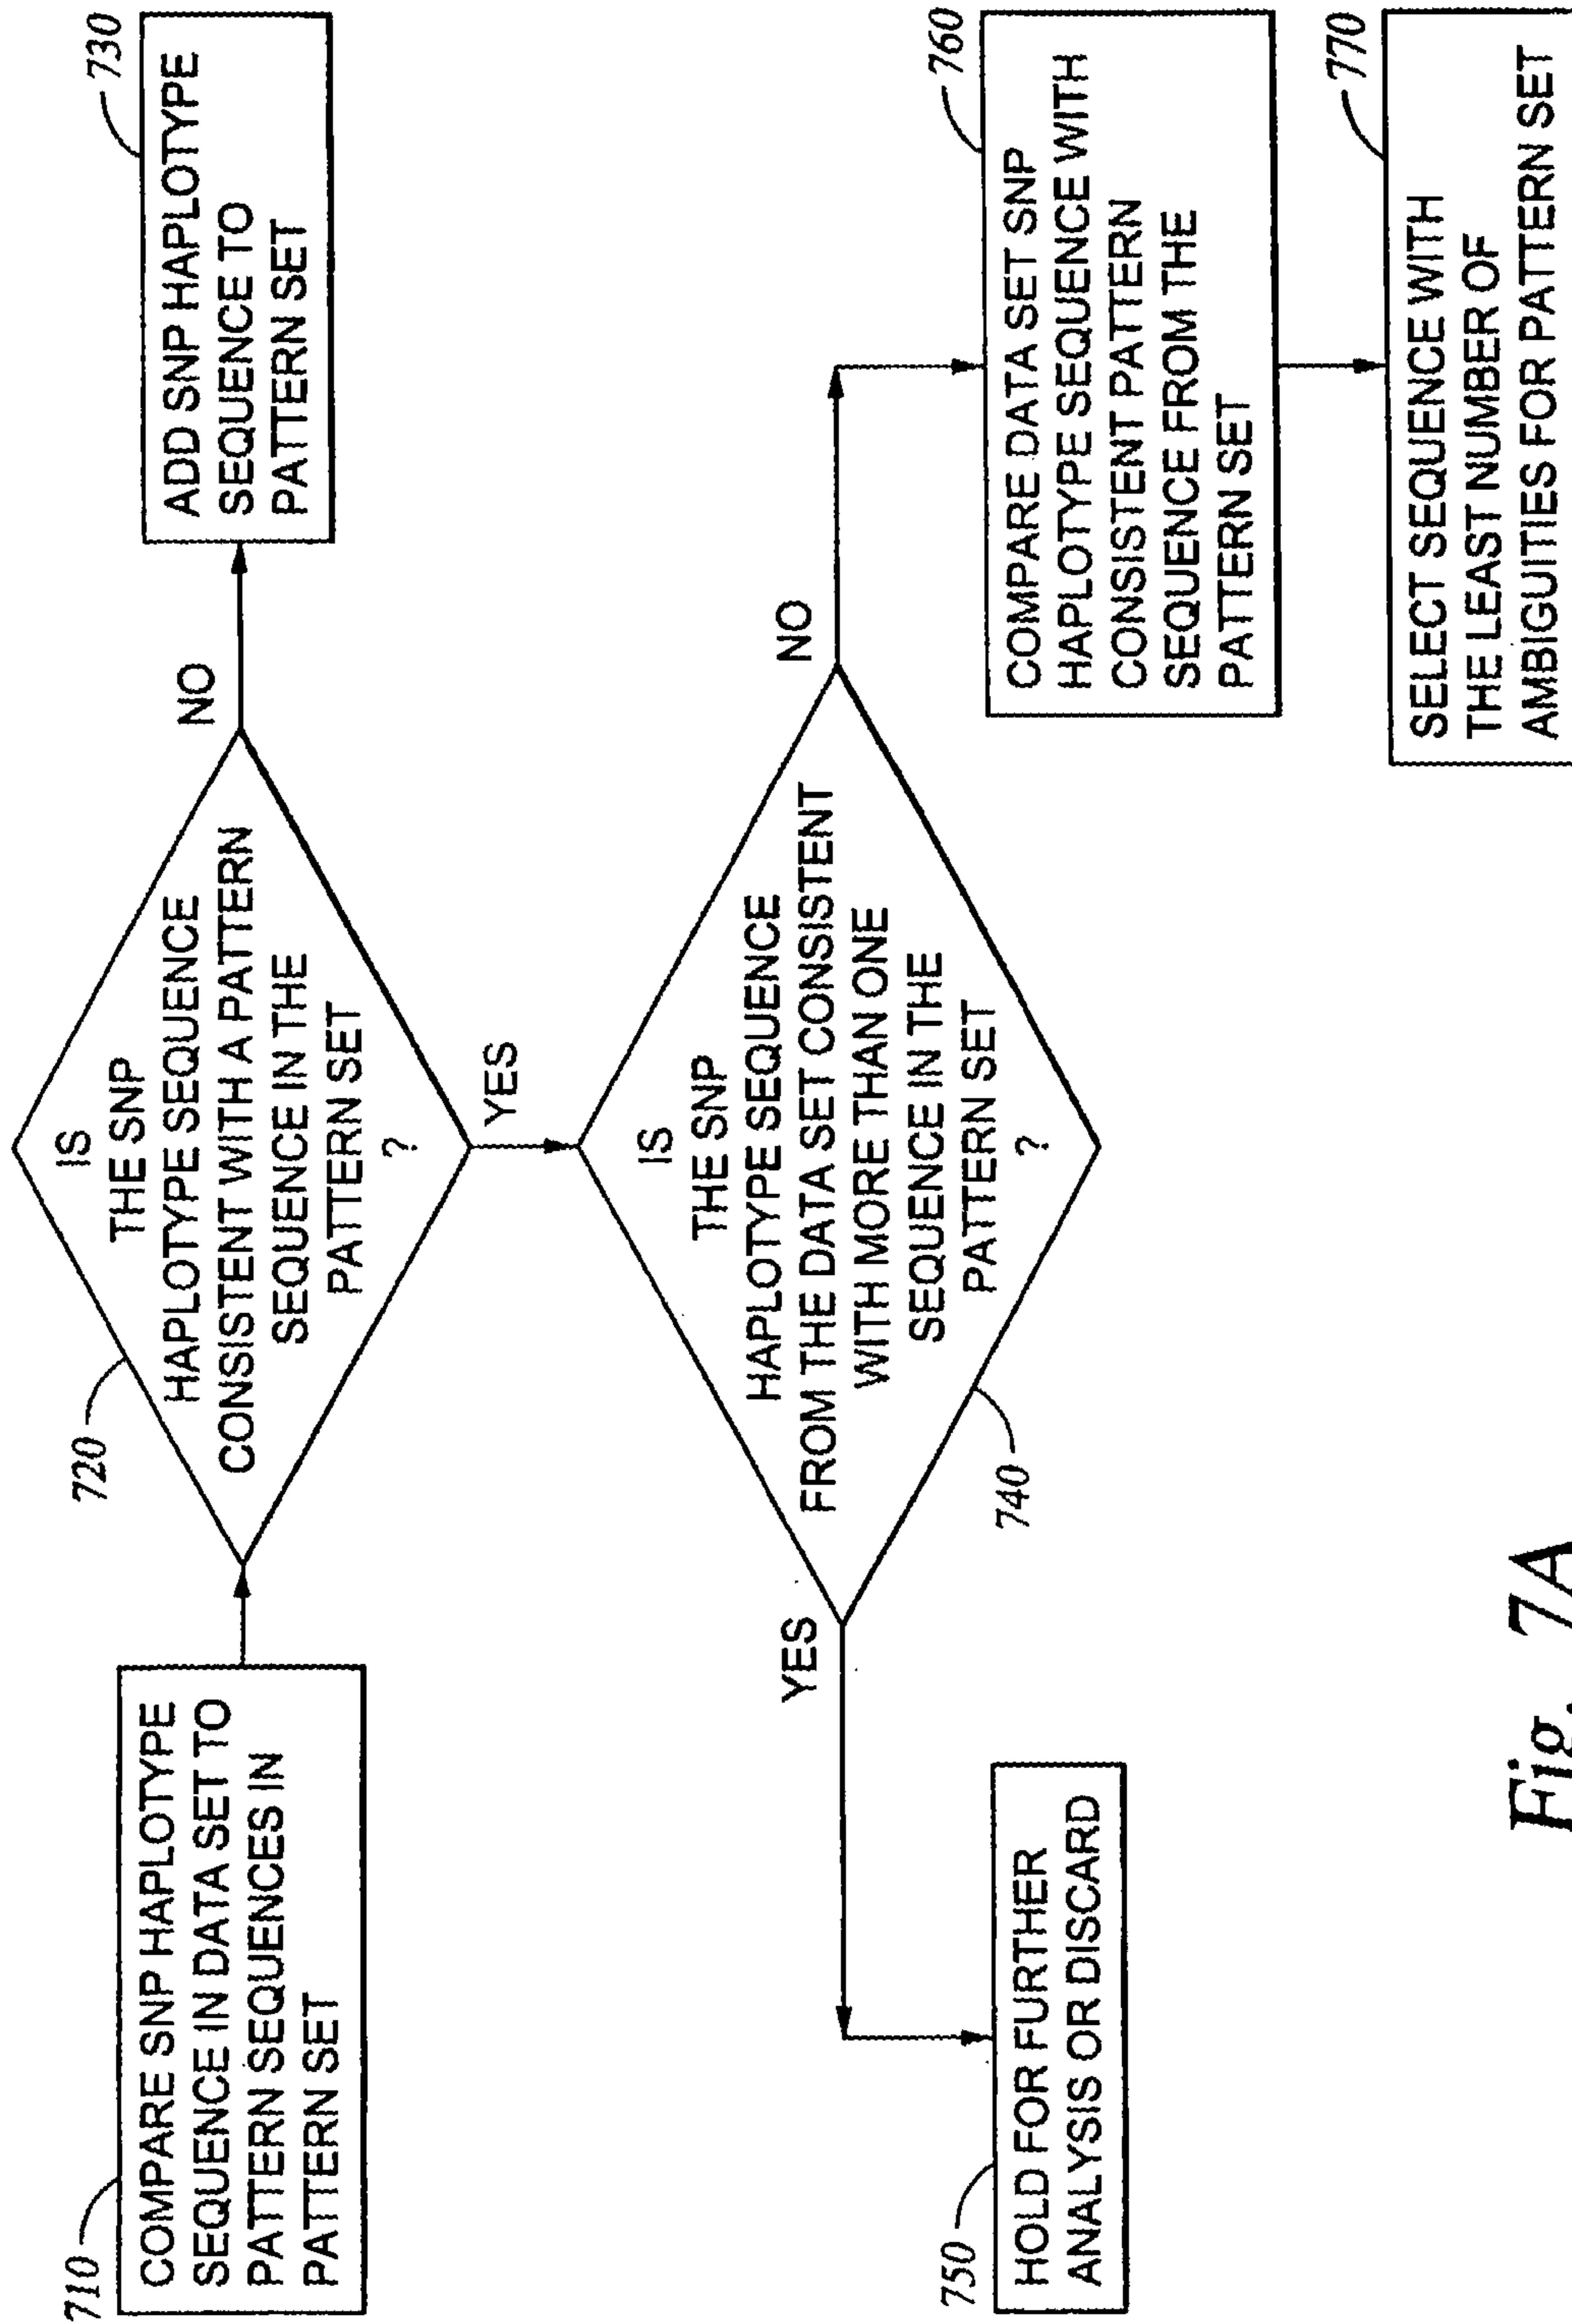 710
COMPARE SNP HAPLOTYPE
SEQUENCE IN DATA SET TO
PATTERN SEQUENCES IN
PATTERN SET
720
IS
THE SNP
HAPLOTYPE SEQUENCE
CONSISTENT WITH A PATTERN
SEQUENCE IN THE
PATTERN SET
?
NO
730
ADD SNP HAPLOTYPE
SEQUENCE TO
PATTERN SET
YES
IS
THE SNP
HAPLOTYPE SEQUENCE
FROM THE DATA SET CONSISTENT
WITH MORE THAN ONE
SEQUENCE IN THE
PATTERN SET
?
740
YES
750
HOLD FOR FURTHER
ANALYSIS OR DISCARD
NO
760
COMPARE DATA SET SNP
HAPLOTYPE SEQUENCE WITH
CONSISTENT PATTERN
SEQUENCE FROM THE
PATTERN SET
770
SELECT SEQUENCE WITH
THE LEAST NUMBER OF
AMBIGUITIES FOR PATTERN SET
Fig. 7A